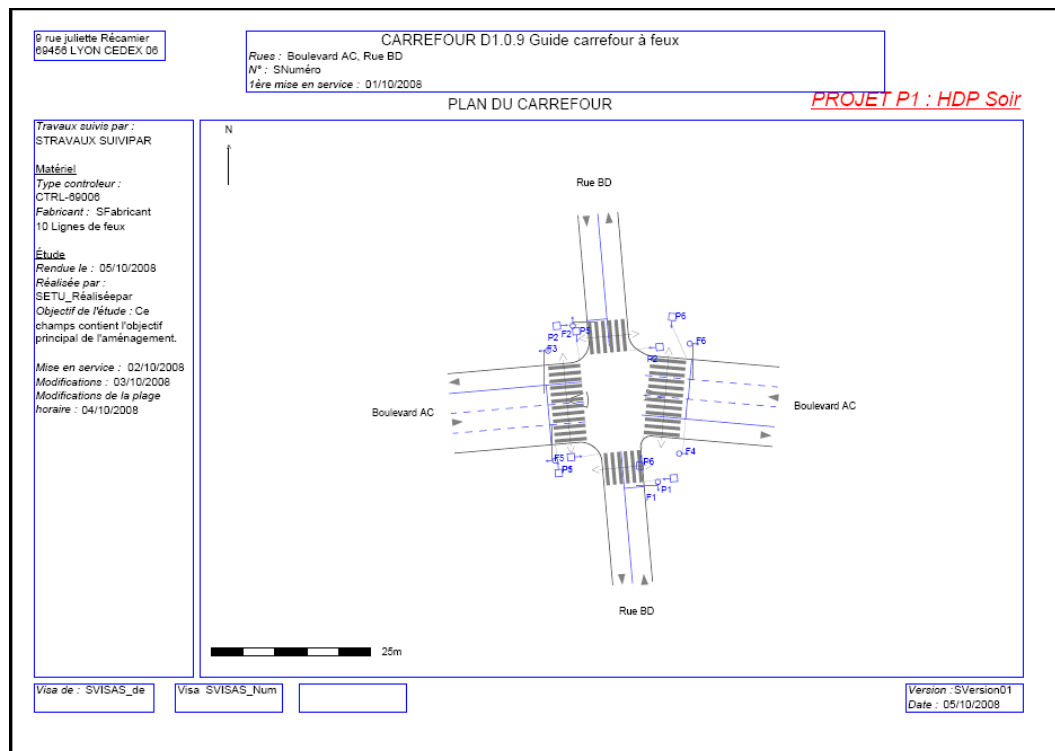 9 rue juliette Récamier
69456 LYON CEDEX 06
CARREFOUR D1.0.9 Guide carrefour à feux
Rues : Boulevard AC, Rue BD
N° : SNuméro
1ère mise en service : 01/10/2008
PLAN DU CARREFOUR
PROJET P1 : HDP Soir
Travaux suivis par :
STRAVAUX SUIVIPAR
Matériel
Type controleur :
CTRL-69006
Fabricant : SFabricant
10 Lignes de feux
Étude
Rendue le : 05/10/2008
Réalisée par :
SETU_Réaliséepar
Objectif de l'étude : Ce
champs contient l'objectif
principal de l'aménagement.
Mise en service : 02/10/2008
Modifications : 03/10/2008
Modifications de la plage
horaire : 04/10/2008
N
Rue BD
P6
P2 F2 P5
F6
F3
P2
Boulevard AC
Boulevard AC
F4
F5
P6
P5
P1
F1
Rue BD
25m
Visa de : SVISAS_de
Visa SVISAS_Num
Version : SVersion01
Date : 05/10/2008